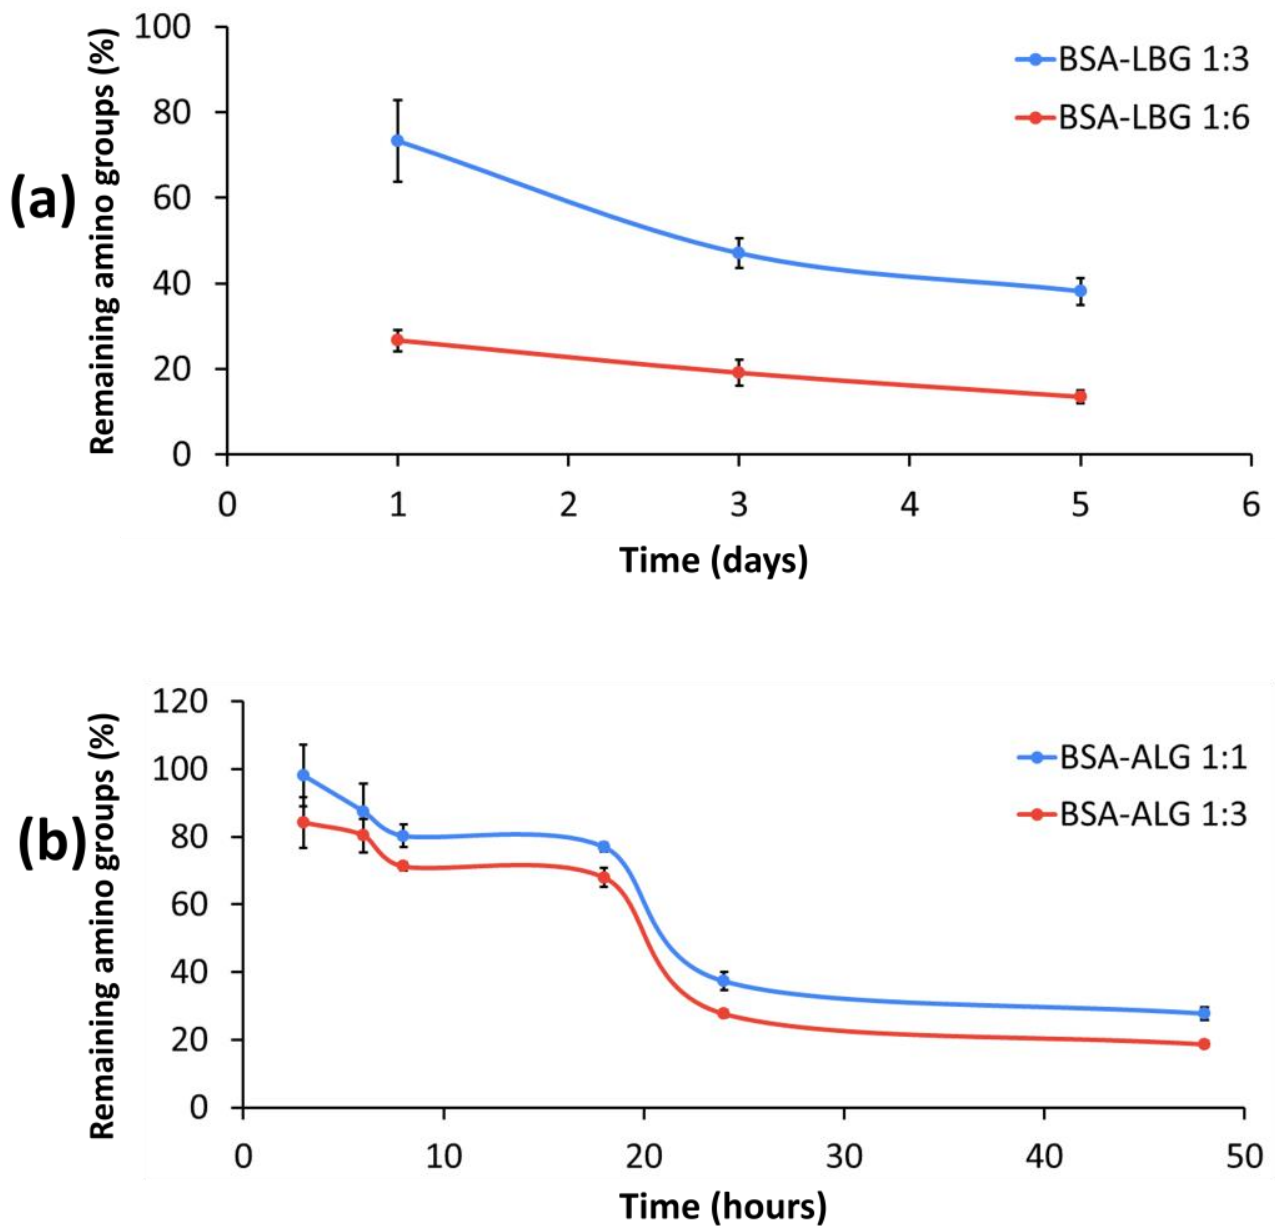 (a)
Remaining amino groups (%)
100
80
60
40
20
0
BSA-LBG 1:3
BSA-LBG 1:6
0 1 2 3 4 5 6
Time (days)
(b)
Remaining amino groups (%)
120
100
80
60
40
20
0
BSA-ALG 1:1
BSA-ALG 1:3
0 10 20 30 40 50
Time (hours)